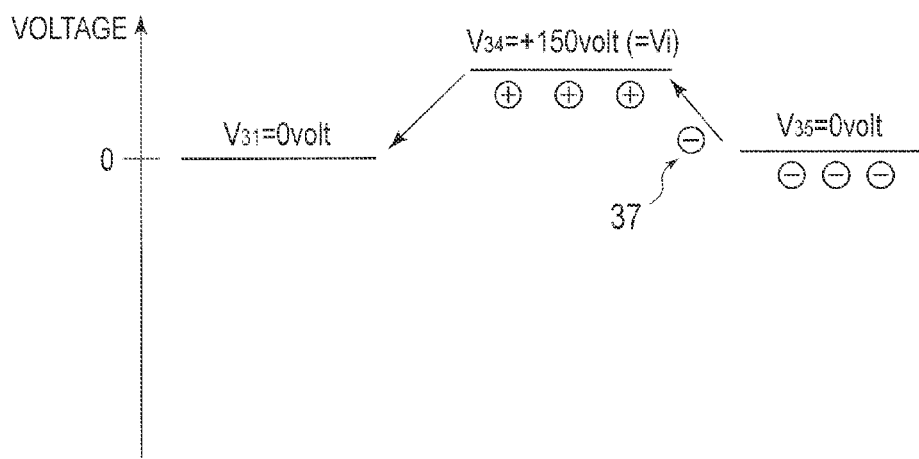 VOLTAGE
V34=+150volt (=Vi)
+ + +
V31=0volt
V35=0volt
0
−
− − −
37